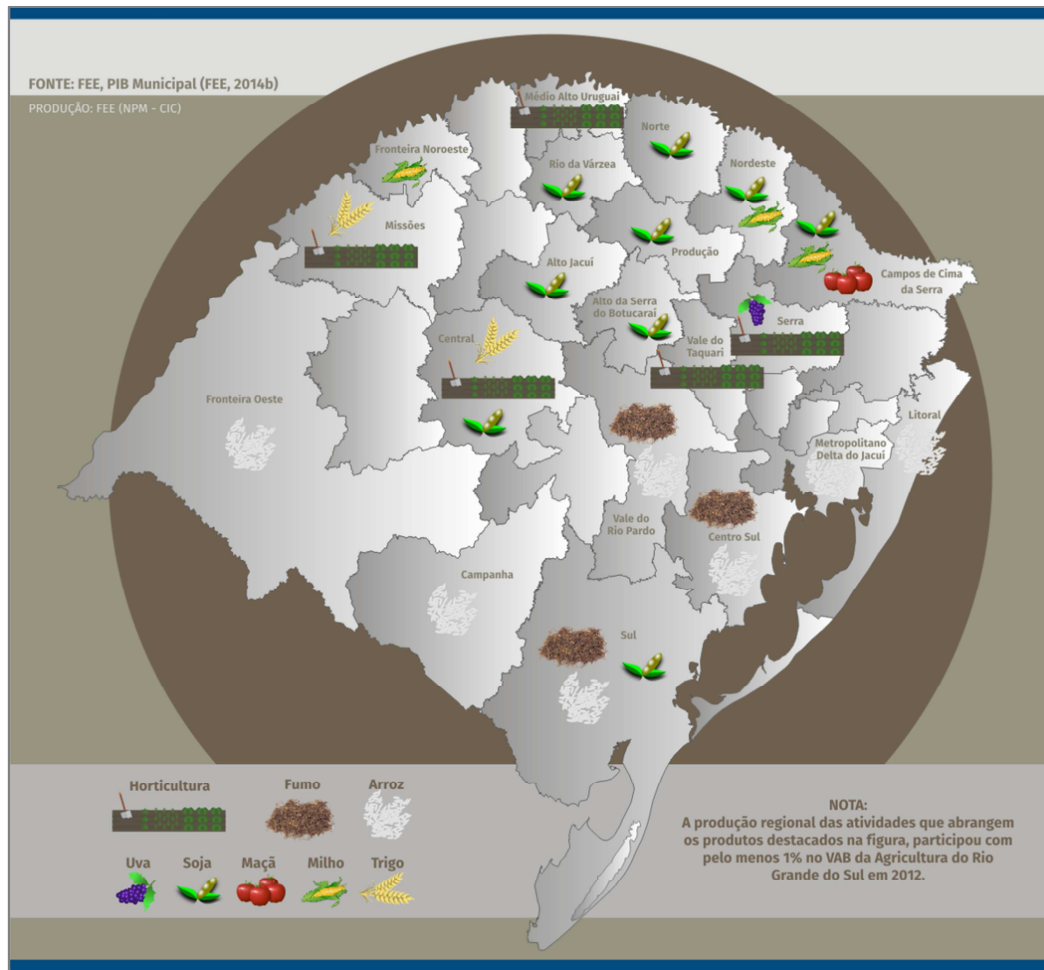 FONTE: FEE, PIB Municipal (FEE, 2014b)
PRODUÇÃO: FEE (NPM - CIC)
Médio Alto Uruguai
Norte
Fronteira Noroeste
Rio da Várzea
Nordeste
Missões
Produção
Alto Jacuí
Campos de Cima
da Serra
Alto da Serra
do Botucaraí
Serra
Central
Vale do
Taquari
Fronteira Oeste
Litoral
Metropolitano
Delta do Jacuí
Vale do
Rio Pardo
Centro Sul
Campanha
Sul
Horticultura
Fumo
Arroz
Uva
Soja
Maçã
Milho
Trigo
NOTA:
A produção regional das atividades que abrangem
os produtos destacados na figura, participou com
pelo menos 1% no VAB da Agricultura do Rio
Grande do Sul em 2012.